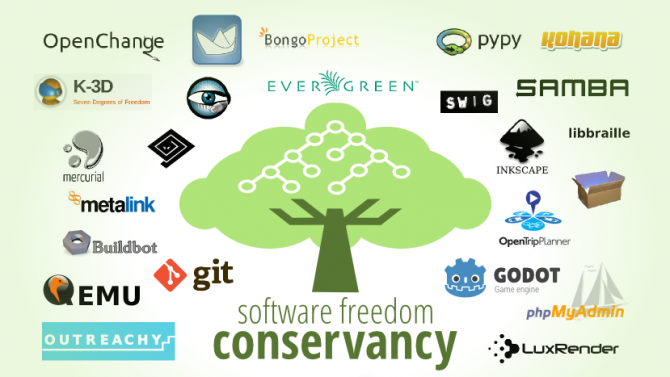 OpenChange
BongoProject
pypy
kohana
K-3D
Seven Degrees of Freedom
EVERGREEN™
SWIG
SAMBA
mercurial
INKSCAPE
libbraille
metalink
Buildbot
OpenTripPlanner
QEMU
git
GODOT
Game engine
phpMyAdmin
software freedom
conservancy
OUTREACHY
LuxRender